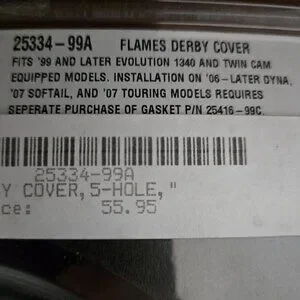 25334-99A FLAMES DERBY COVER
FITS '99 AND LATER EVOLUTION 1340 AND TWIN CAM
EQUIPPED MODELS. INSTALLATION ON '06-LATER DYNA,
'07 SOFTAIL, AND '07 TOURING MODELS REQUIRES
SEPERATE PURCHASE OF GASKET P/N 25416-99C.
25334-99A
BY COVER,5-HOLE,"
ce: 55.95